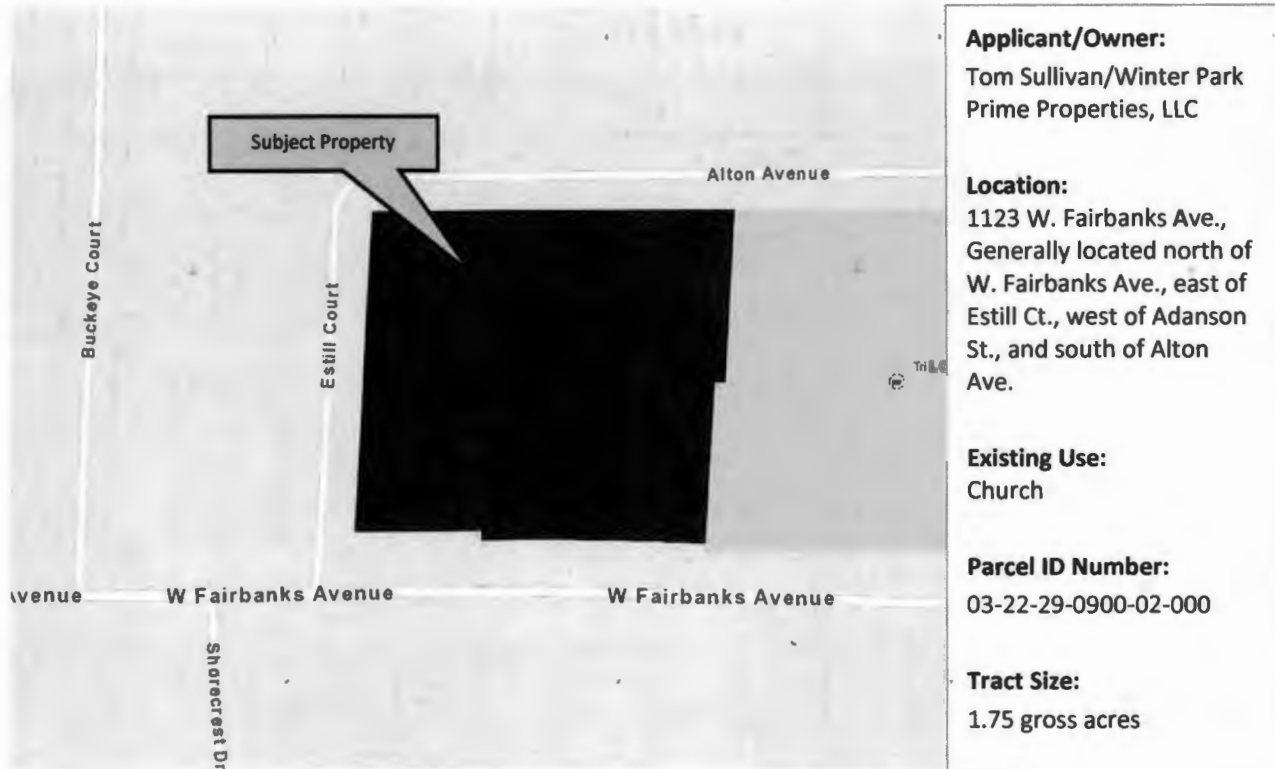 Subject Property
Alton Avenue
Buckeye Court
Estill Court
Tri
W Fairbanks Avenue
W Fairbanks Avenue
Shorecrest Dr
Applicant/Owner:
Tom Sullivan/Winter Park
Prime Properties, LLC
Location:
1123 W. Fairbanks Ave.,
Generally located north of
W. Fairbanks Ave., east of
Estill Ct., west of Adanson
St., and south of Alton
Ave.
Existing Use:
Church
Parcel ID Number:
03-22-29-0900-02-000
Tract Size:
1.75 gross acres